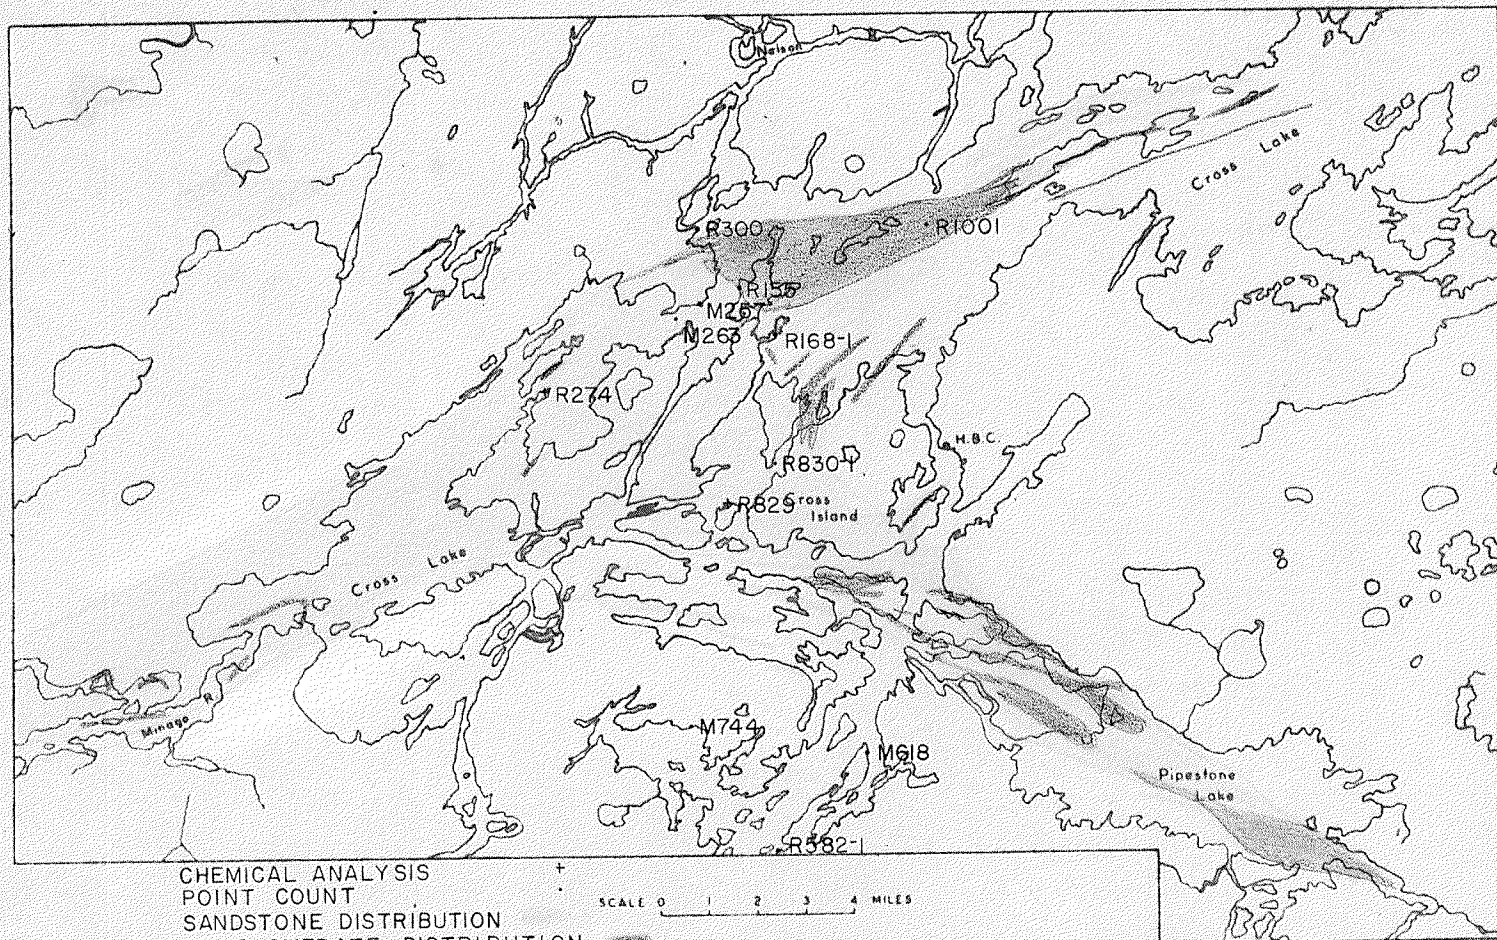 Nelson
R
Cross Lake
R300
R1001
R155
M267
M263
R168-1
R274
H.B.C.
R830-1
R829
Cross
Island
Cross Lake
Minago R
M744
M618
Pipestone
Lake
R582-1
CHEMICAL ANALYSIS +
POINT COUNT .
SCALE 0 1 2 3 4 MILES
SANDSTONE DISTRIBUTION
DISTRIBUTION